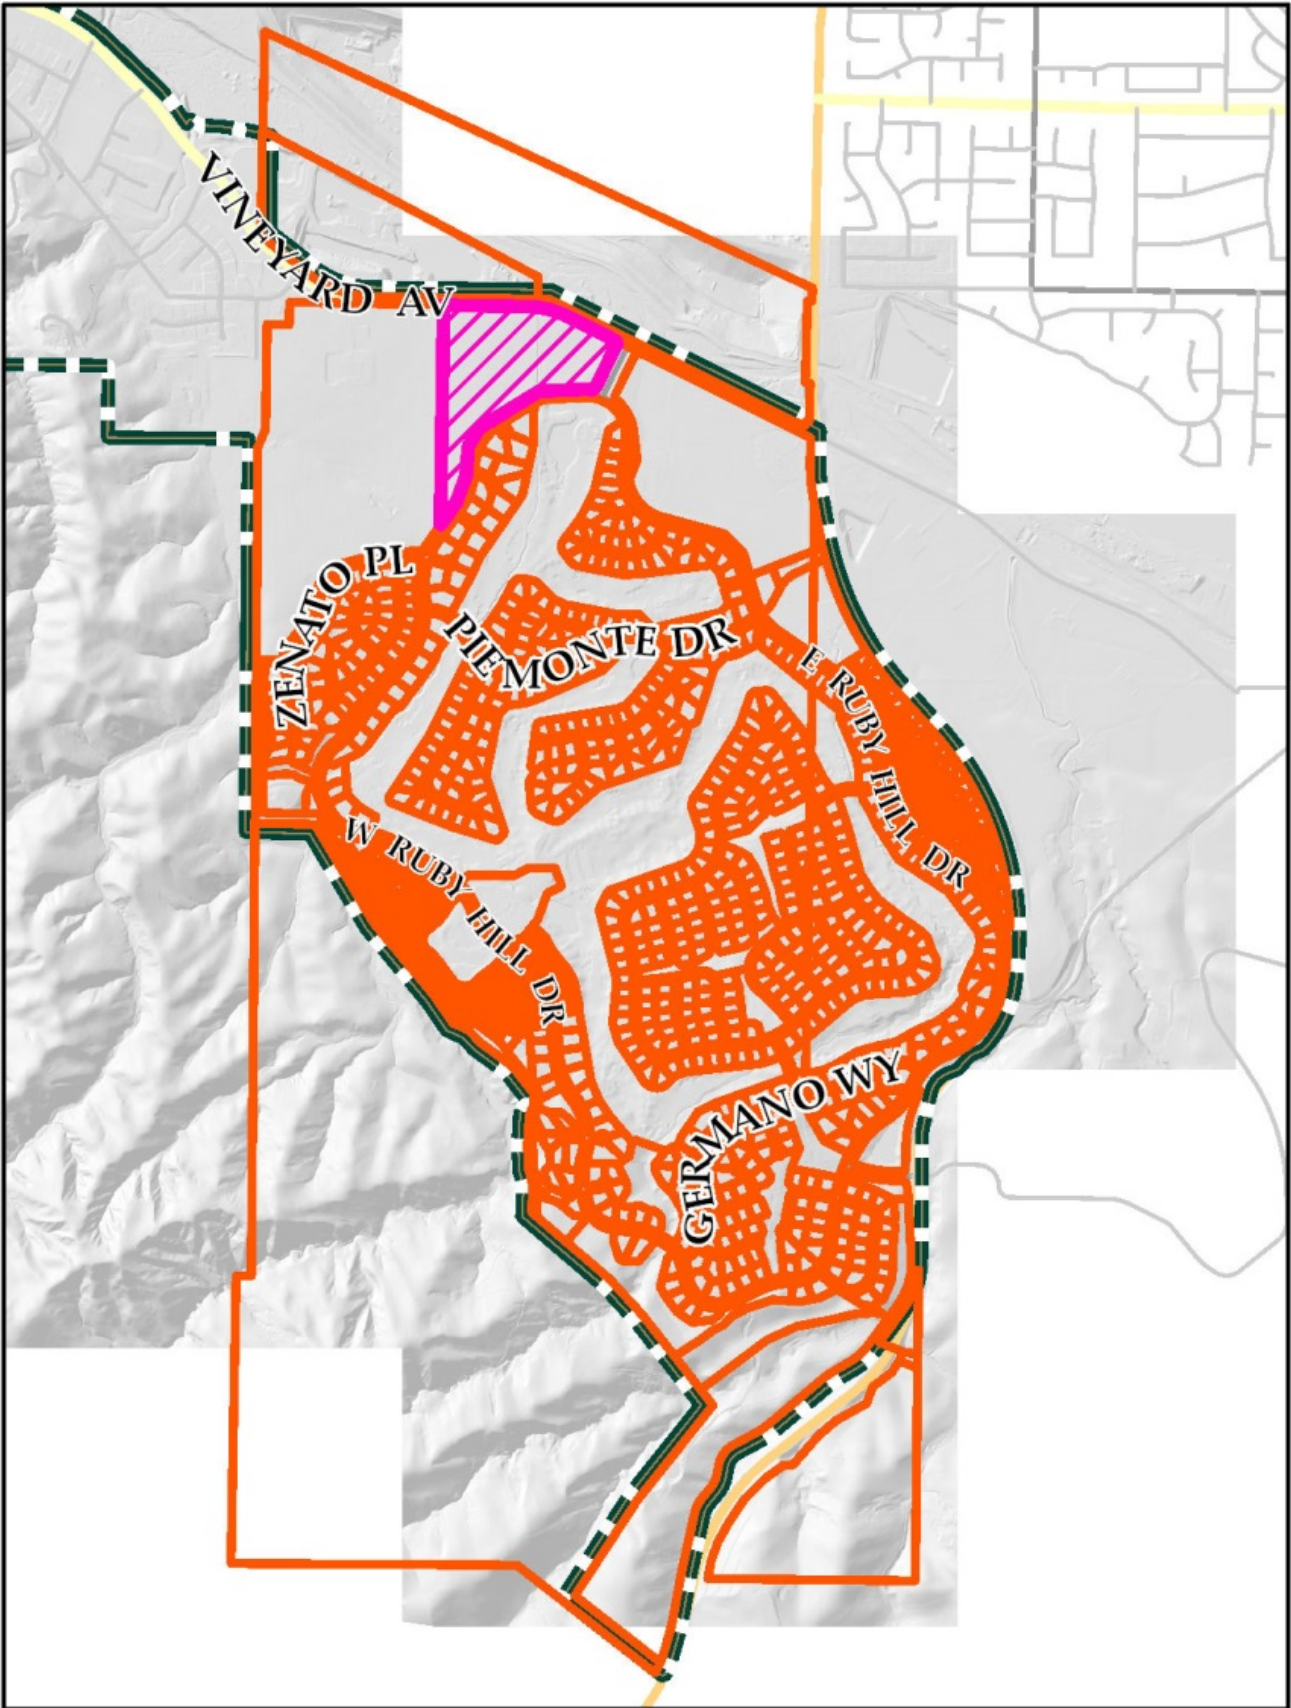 VINEYARD AV
ZENATO PL
PIEMONTE DR
E RUBY HILL DR
W RUBY HILL DR
GERMANO WY